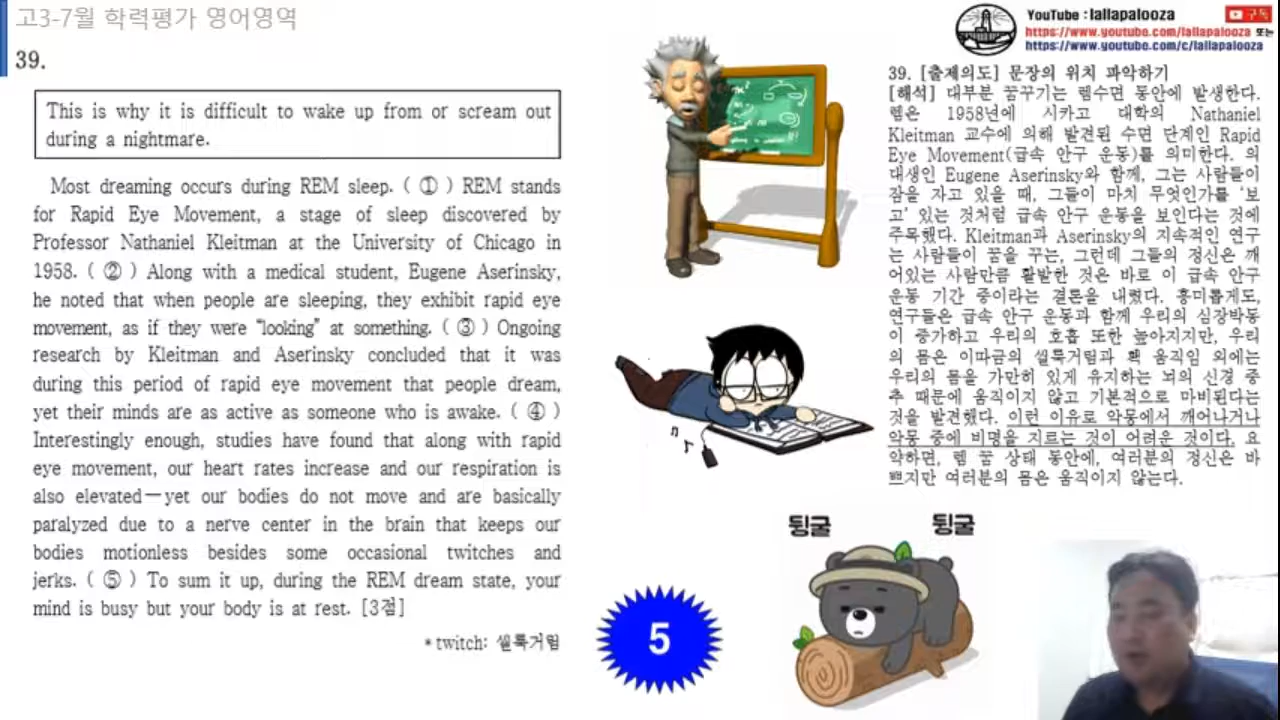 고3-7월 학력평가 영어영역
39.
This is why it is difficult to wake up from or scream out
during a nightmare.
Most dreaming occurs during REM sleep. ( ① ) REM stands
for Rapid Eye Movement, a stage of sleep discovered by
Professor Nathaniel Kleitman at the University of Chicago in
1958. ( ② ) Along with a medical student, Eugene Aserinsky,
he noted that when people are sleeping, they exhibit rapid eye
movement, as if they were “looking” at something. ( ③ ) Ongoing
research by Kleitman and Aserinsky concluded that it was
during this period of rapid eye movement that people dream,
yet their minds are as active as someone who is awake. ( ④ )
Interestingly enough, studies have found that along with rapid
eye movement, our heart rates increase and our respiration is
also elevated—yet our bodies do not move and are basically
paralyzed due to a nerve center in the brain that keeps our
bodies motionless besides some occasional twitches and
jerks. ( ⑤ ) To sum it up, during the REM dream state, your
mind is busy but your body is at rest. [3점]
* twitch: 씰룩거림
YouTube : lallapalooza
구독
https://www.youtube.com/lallapalooza 또는
https://www.youtube.com/c/lallapalooza
39. [출제의도] 문장의 위치 파악하기
[해석] 대부분 꿈꾸기는 렘수면 동안에 발생한다.
렘은 1958년에 시카고 대학의 Nathaniel
Kleitman 교수에 의해 발견된 수면 단계인 Rapid
Eye Movement(급속 안구 운동)를 의미한다. 의
대생인 Eugene Aserinsky와 함께, 그는 사람들이
잠을 자고 있을 때, 그들이 마치 무엇인가를 ‘보
고’ 있는 것처럼 급속 안구 운동을 보인다는 것에
주목했다. Kleitman과 Aserinsky의 지속적인 연구
는 사람들이 꿈을 꾸는, 그런데 그들의 정신은 깨
어있는 사람만큼 활발한 것은 바로 이 급속 안구
운동 기간 중이라는 결론을 내렸다. 흥미롭게도,
연구들은 급속 안구 운동과 함께 우리의 심장박동
이 증가하고 우리의 호흡 또한 높아지지만, 우리
의 몸은 이따금의 씰룩거림과 홱 움직임 외에는
우리의 몸을 가만히 있게 유지하는 뇌의 신경 중
추 때문에 움직이지 않고 기본적으로 마비된다는
것을 발견했다. 이런 이유로 악몽에서 깨어나거나
악몽 중에 비명을 지르는 것이 어려운 것이다. 요
약하면, 렘 꿈 상태 동안에, 여러분의 정신은 바
쁘지만 여러분의 몸은 움직이지 않는다.
뒹굴 뒹굴
5